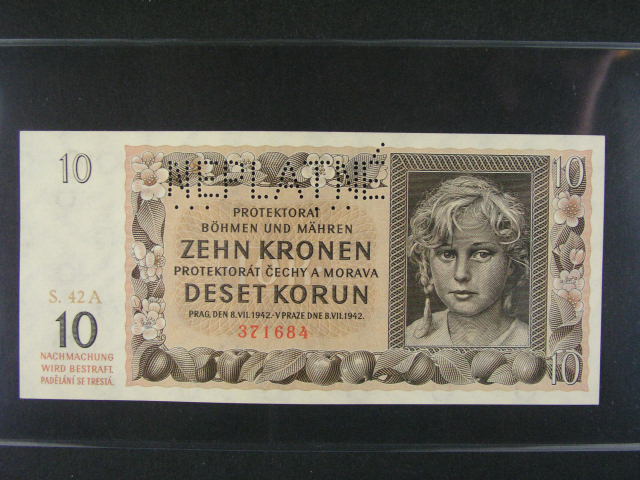 10
10
NEPLATNÉ
PROTEKTORAT
BÖHMEN UND MÄHREN
ZEHN KRONEN
PROTEKTORÁT ČECHY A MORAVA
DESET KORUN
PRAG, DEN 8.VII.1942.-V PRAZE DNE 8.VII.1942.
371684
S. 42 A
10
NACHMACHUNG
WIRD BESTRAFT.
PADĚLÁNÍ SE TRESTÁ.
10